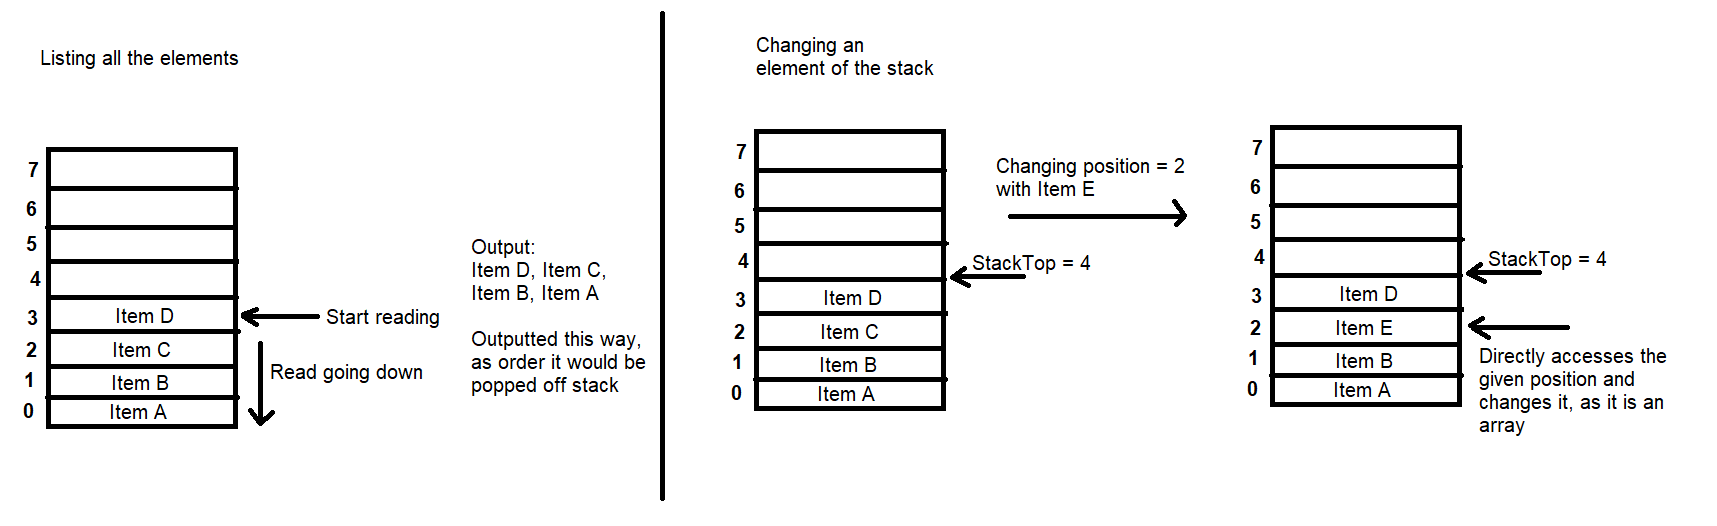 Listing all the elements
7
6
5
4
3
2
1
0
Item D
Item C
Item B
Item A
Start reading
Read going down
Output:
Item D, Item C,
Item B, Item A
Outputted this way,
as order it would be
popped off stack
Changing an
element of the stack
7
6
5
4
3
2
1
0
Item D
Item C
Item B
Item A
StackTop = 4
Changing position = 2
with Item E
7
6
5
4
3
2
1
0
Item D
Item E
Item B
Item A
StackTop = 4
Directly accesses the
given position and
changes it, as it is an
array